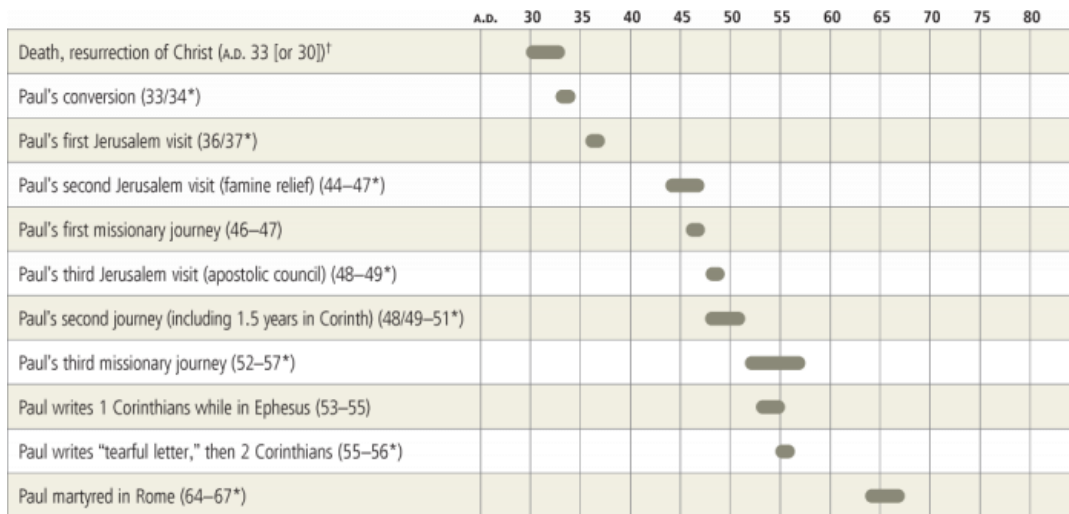 A.D. 30 35 40 45 50 55 60 65 70 75 80
Death, resurrection of Christ (A.D. 33 [or 30])†
Paul's conversion (33/34*)
Paul's first Jerusalem visit (36/37*)
Paul's second Jerusalem visit (famine relief) (44–47*)
Paul's first missionary journey (46–47)
Paul's third Jerusalem visit (apostolic council) (48–49*)
Paul's second journey (including 1.5 years in Corinth) (48/49–51*)
Paul's third missionary journey (52–57*)
Paul writes 1 Corinthians while in Ephesus (53–55)
Paul writes “tearful letter,” then 2 Corinthians (55–56*)
Paul martyred in Rome (64–67*)